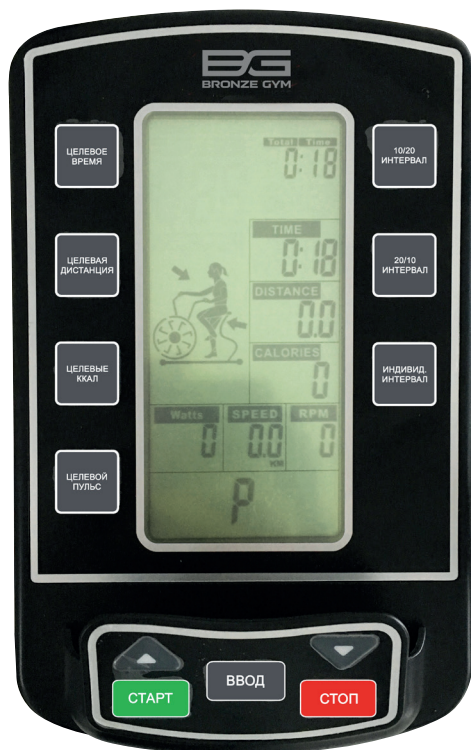 BG
BRONZE GYM
ЦЕЛЕВОЕ
ВРЕМЯ
ЦЕЛЕВАЯ
ДИСТАНЦИЯ
ЦЕЛЕВЫЕ
ККАЛ
ЦЕЛЕВОЙ
ПУЛЬС
Total Time
0:18
TIME
0:18
DISTANCE
0.0
CALORIES
0
Watts SPEED RPM
0 0.0 0
KM
P
10/20
ИНТЕРВАЛ
20/10
ИНТЕРВАЛ
ИНДИВИД.
ИНТЕРВАЛ
СТАРТ ВВОД СТОП